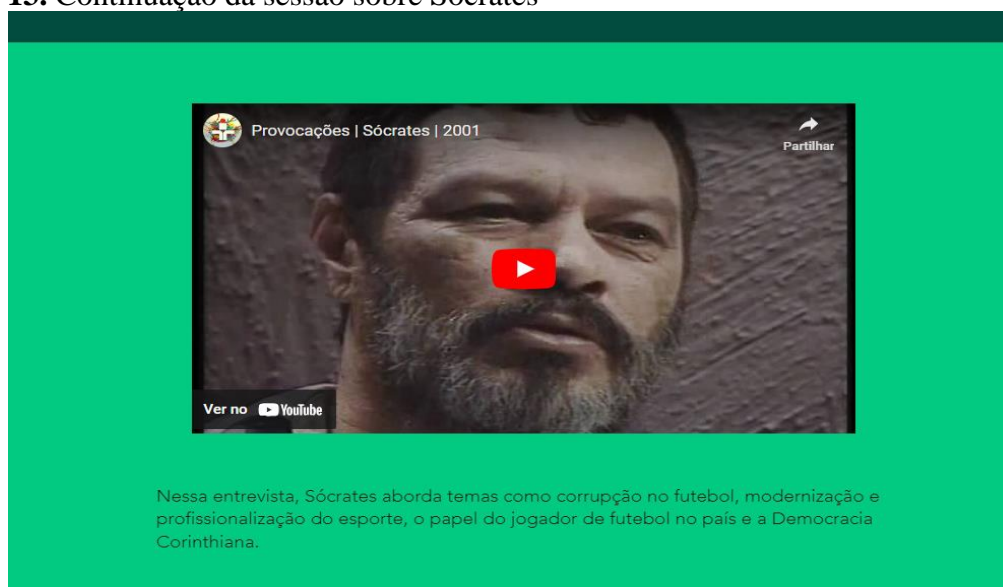 15. Continuação da sessão sobre Sócrates
Provocações | Sócrates | 2001
Partilhar
Ver no YouTube
Nessa entrevista, Sócrates aborda temas como corrupção no futebol, modernização e
profissionalização do esporte, o papel do jogador de futebol no país e a Democracia
Corinthiana.